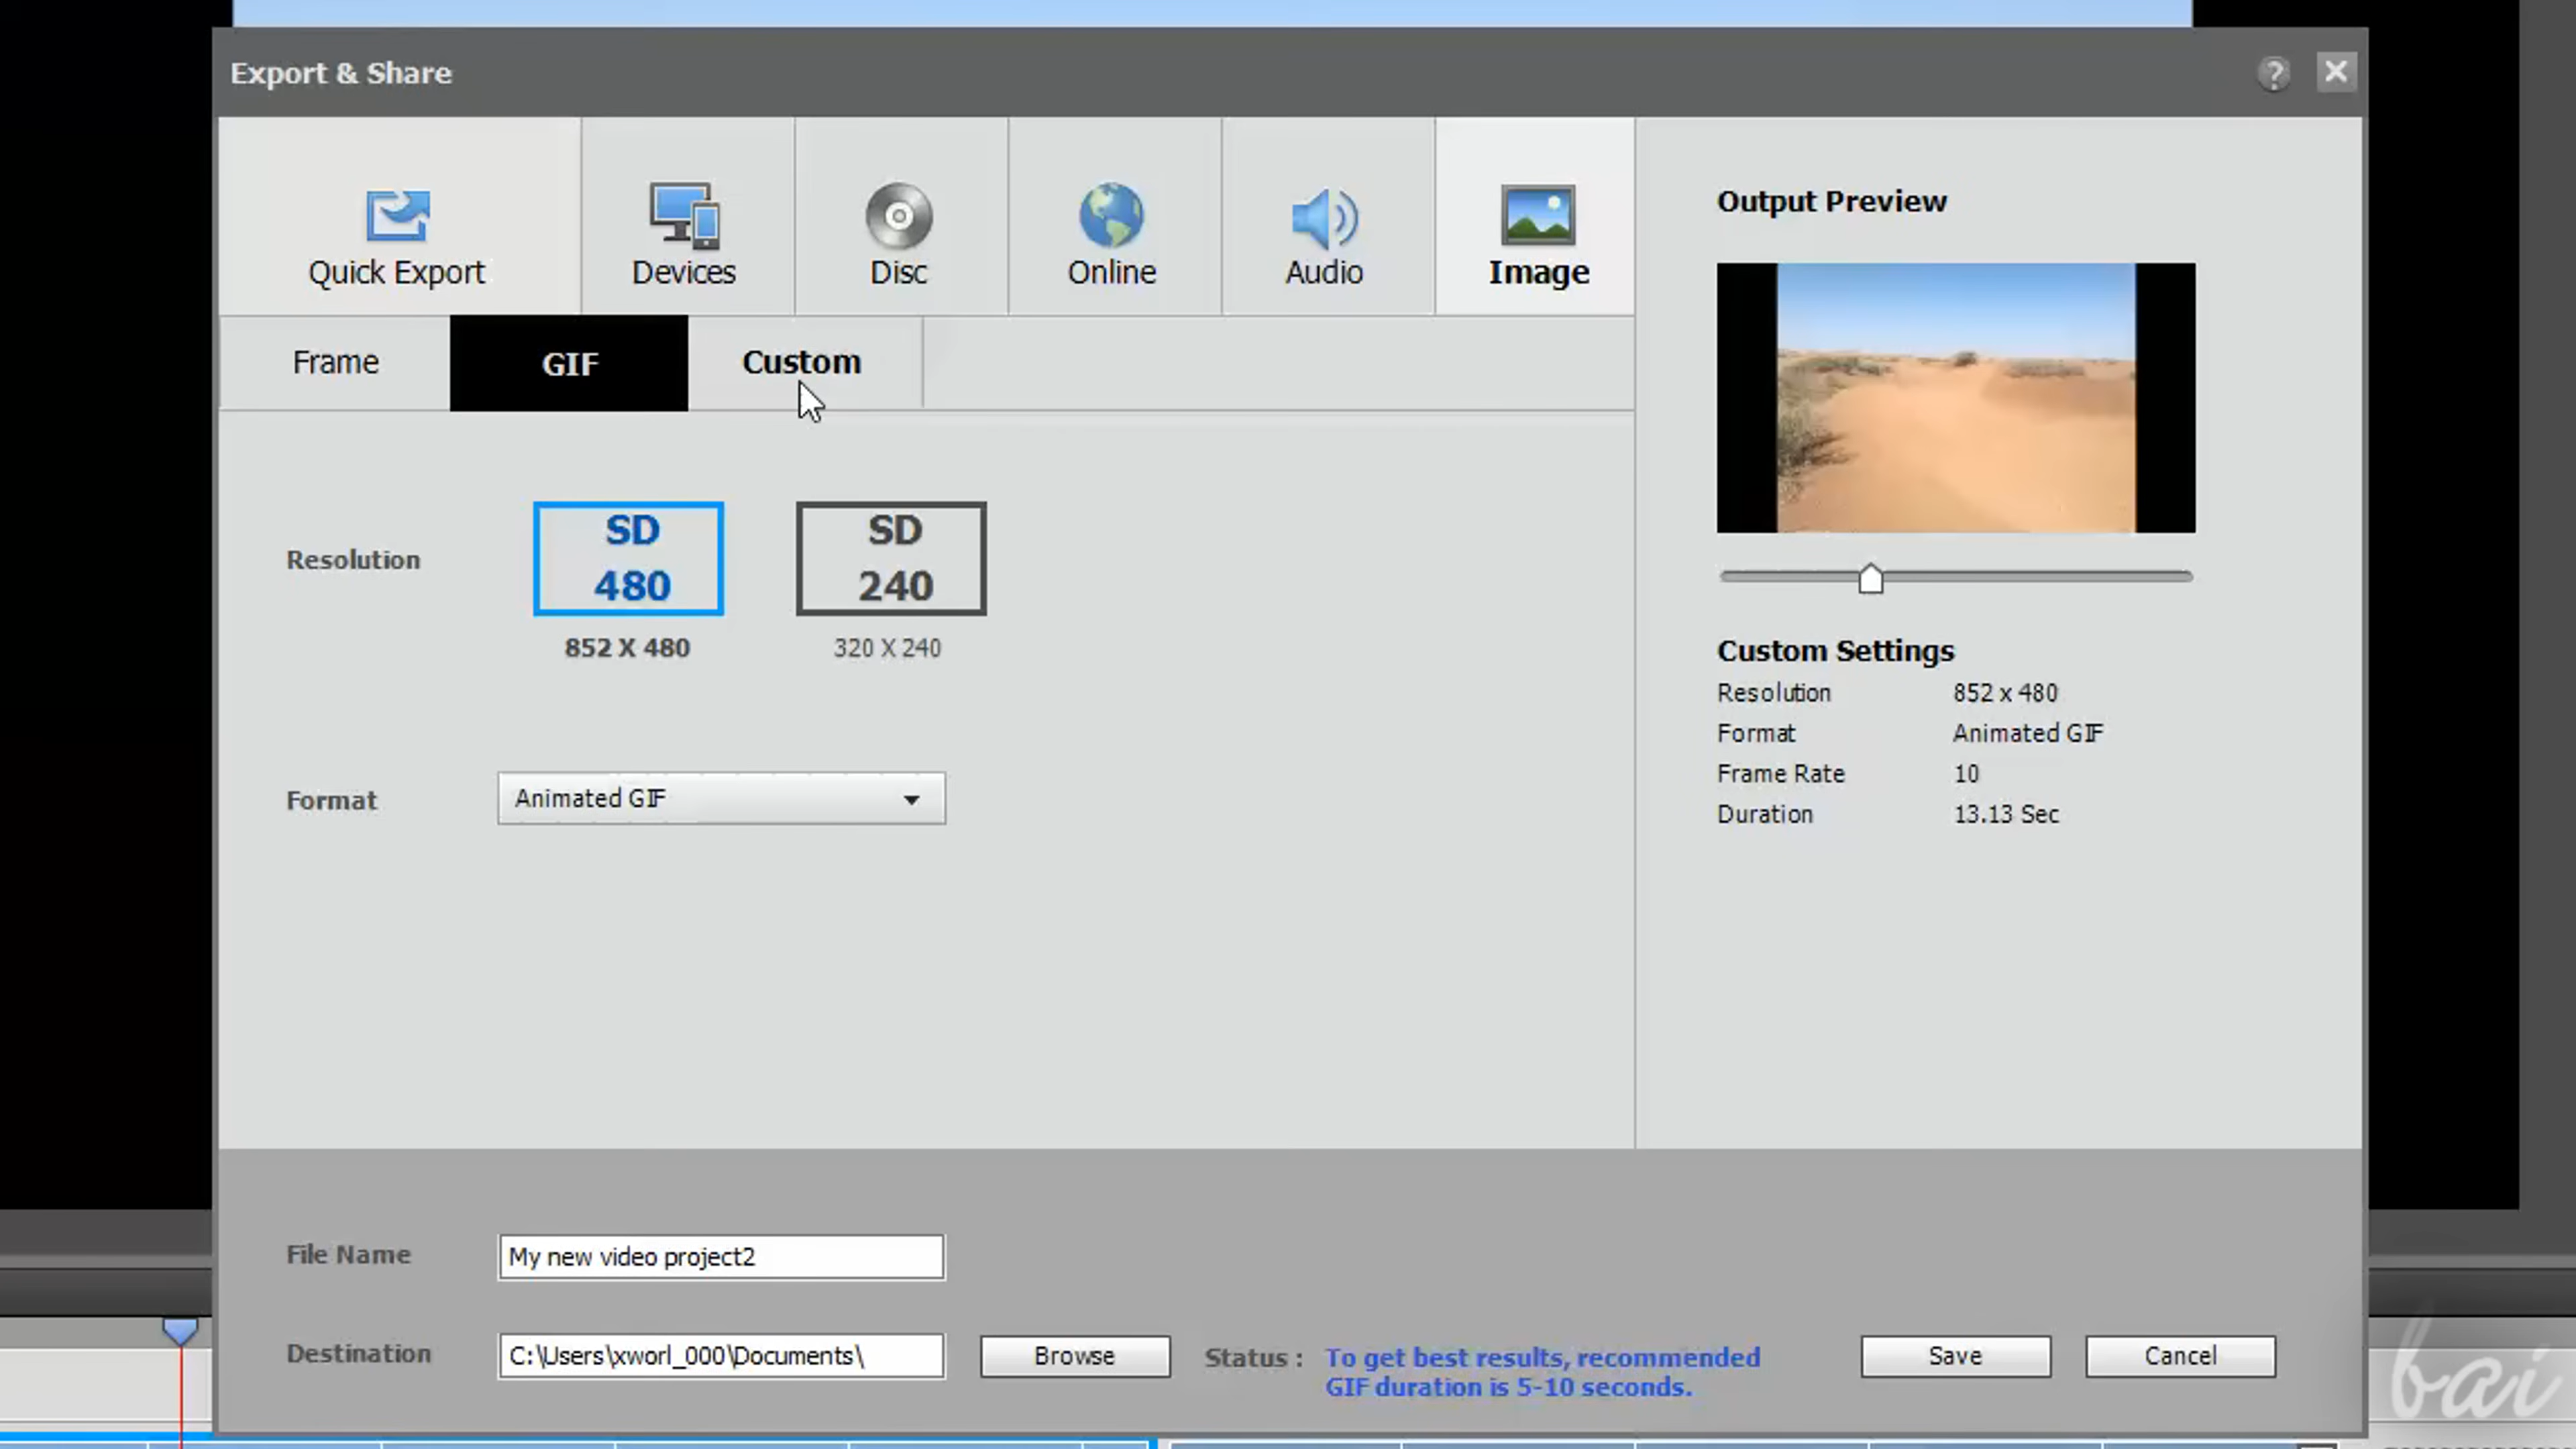 Export & Share
?
Quick Export
Devices
Disc
Online
Audio
Image
Frame
GIF
Custom
Resolution
SD
480
852 X 480
SD
240
320 X 240
Format
Animated GIF
Output Preview
Custom Settings
Resolution 852 x 480
Format Animated GIF
Frame Rate 10
Duration 13.13 Sec
File Name
My new video project2
Destination
C:\Users\xworl_000\Documents\
Browse
Status :
To get best results, recommended
GIF duration is 5-10 seconds.
Save
Cancel
bai